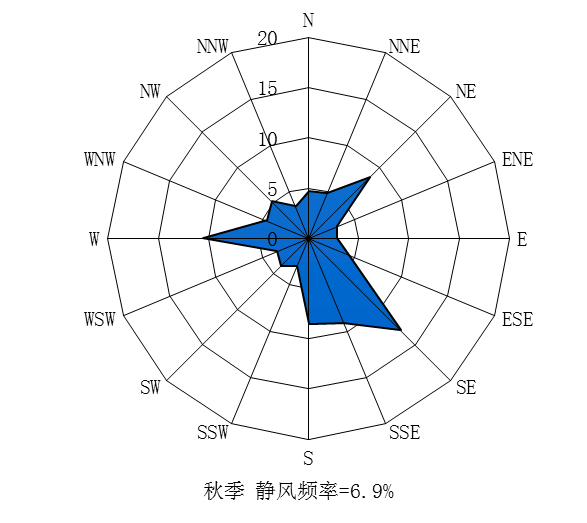 N
NNW 20 NNE
NW 15 NE
10
WNW 5 ENE
W 0 E
WSW ESE
SW SE
SSW SSE
S
秋季 静风频率=6.9%